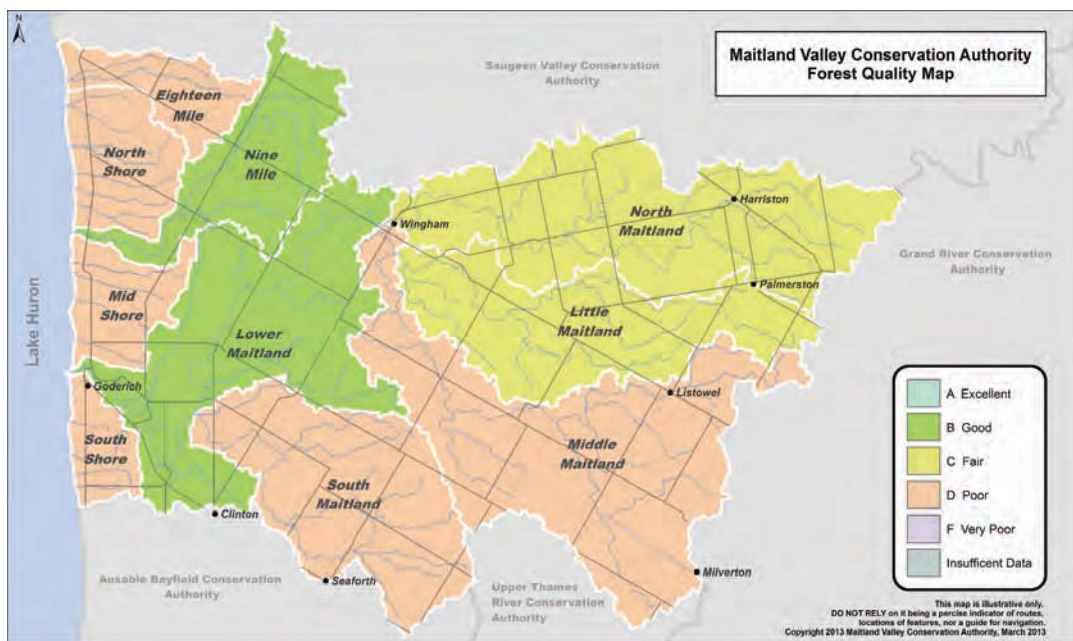 N
Maitland Valley Conservation Authority
Forest Quality Map
Saugeen Valley Conservation
Authority
Eighteen
Mile
North
Shore
Nine
Mile
Wingham
North
Maitland
Harriston
Grand River Conservation
Authority
Palmerston
Lake Huron
Mid
Shore
Lower
Maitland
Little
Maitland
Goderich
Listowel
South
Shore
Middle
Maitland
South
Maitland
Clinton
Seaforth
Milverton
Ausable Bayfield Conservation
Authority
Upper Thames
River Conservation
Authority
A Excellent
B Good
C Fair
D Poor
F Very Poor
Insufficent Data
This map is illustrative only.
DO NOT RELY on it being a percise indicator of routes,
locations of features, nor a guide for navigation.
Copyright 2013 Maitland Valley Conservation Authority, March 2013